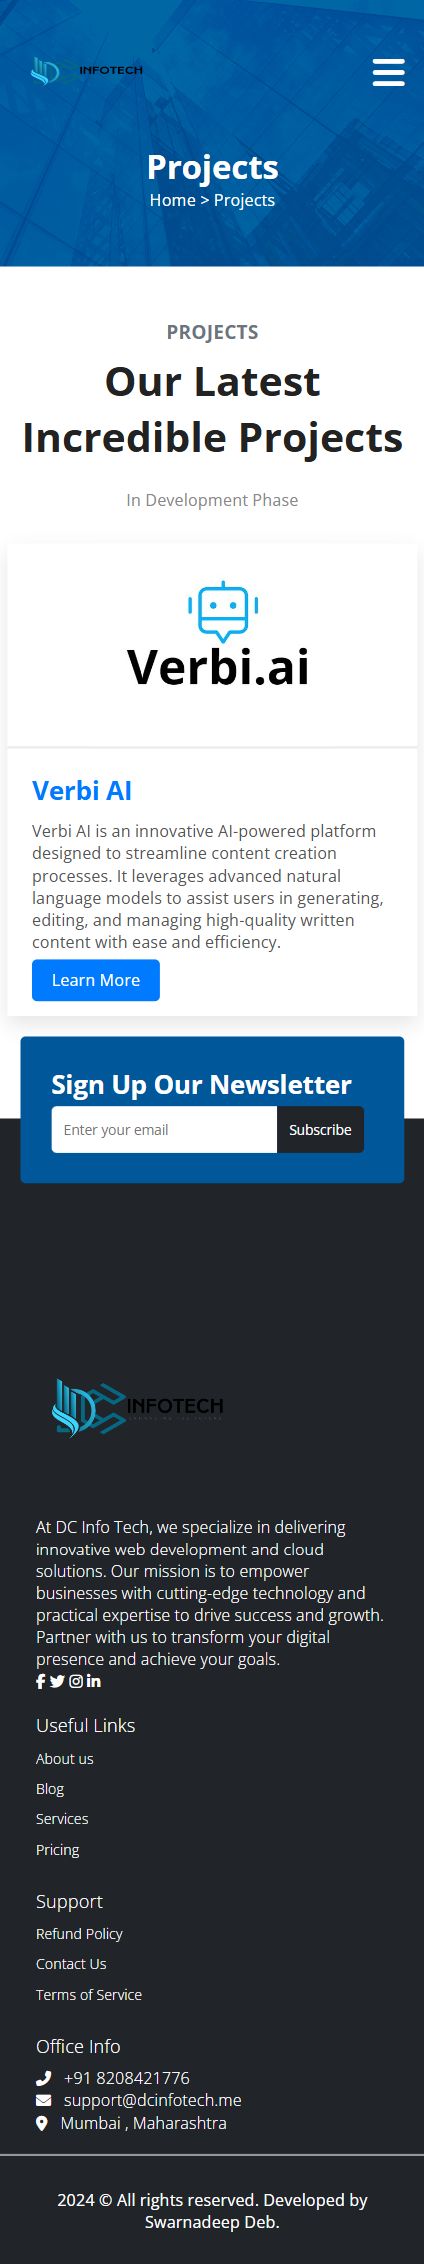 INFOTECH
Projects
Home > Projects
PROJECTS
Our Latest
Incredible Projects
In Development Phase
Verbi.ai
Verbi AI
Verbi AI is an innovative AI-powered platform
designed to streamline content creation
processes. It leverages advanced natural
language models to assist users in generating,
editing, and managing high-quality written
content with ease and efficiency.
Learn More
Sign Up Our Newsletter
Enter your email
Subscribe
INFOTECH
At DC Info Tech, we specialize in delivering
innovative web development and cloud
solutions. Our mission is to empower
businesses with cutting-edge technology and
practical expertise to drive success and growth.
Partner with us to transform your digital
presence and achieve your goals.
Useful Links
About us
Blog
Services
Pricing
Support
Refund Policy
Contact Us
Terms of Service
Office Info
+91 8208421776
support@dcinfotech.me
Mumbai , Maharashtra
2024 © All rights reserved. Developed by
Swarnadeep Deb.